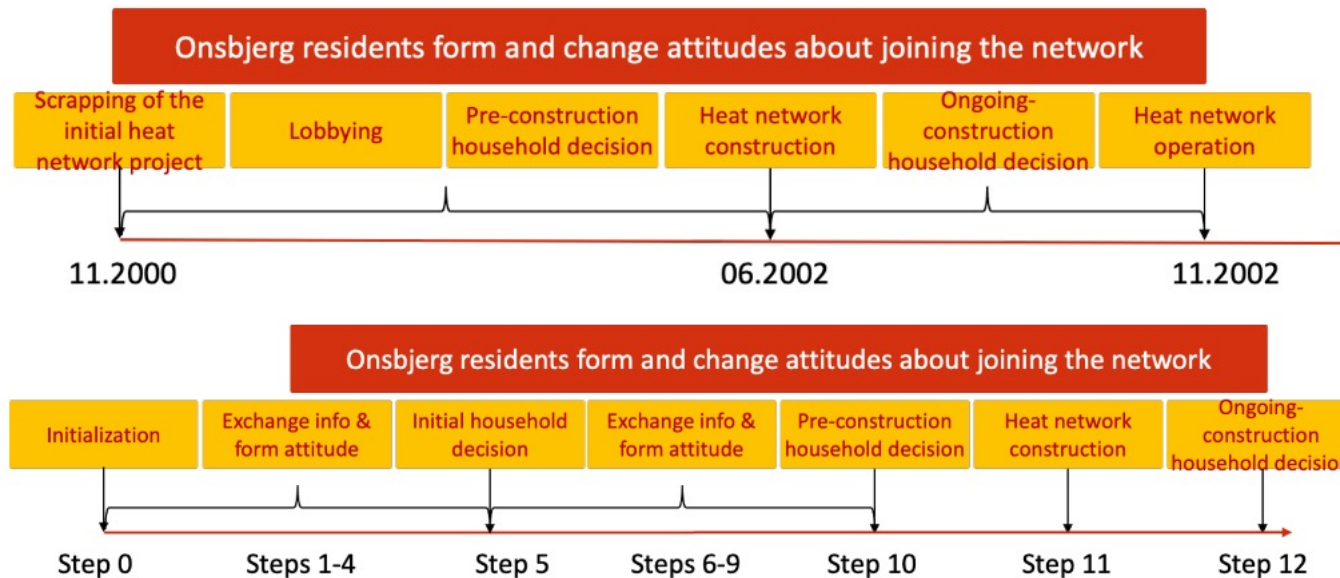 Onsbjerg residents form and change attitudes about joining the network
Scrapping of the
initial heat
network project
Lobbying
Pre-construction
household decision
Heat network
construction
Ongoing-
construction
household decision
Heat network
operation
11.2000
06.2002
11.2002
Onsbjerg residents form and change attitudes about joining the network
Initialization
Exchange info &
form attitude
Initial household
decision
Exchange info &
form attitude
Pre-construction
household decision
Heat network
construction
Ongoing-
construction
household decision
Step 0
Steps 1-4
Step 5
Steps 6-9
Step 10
Step 11
Step 12